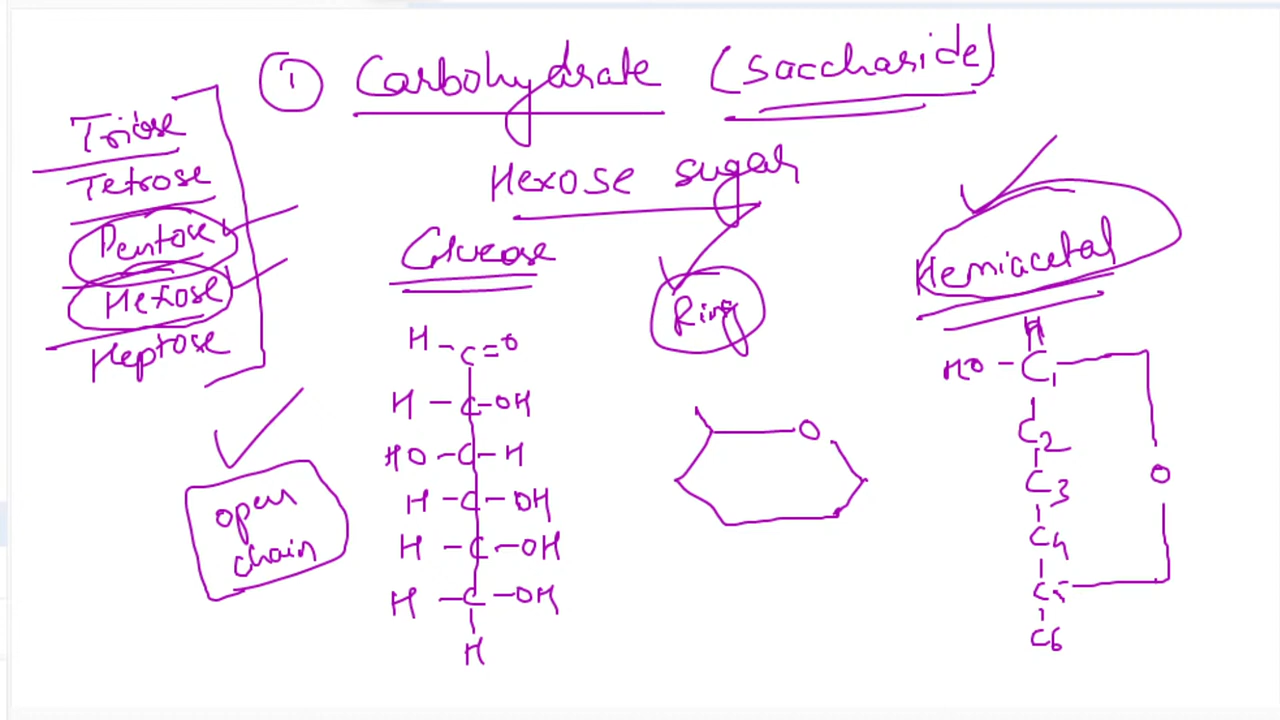 ① Carbohydrate (saccharide)
Triose
Tetrose
Pentose
Hexose
Heptose
Hexose sugar
Glucose
Ring
Hemiacetal
open
chain
H - C = O
H - C - OH
HO - C - H
H - C - OH
H - C - OH
H - C - OH
H
O
H
HO - C1
C2
C3
O
C4
C5
C6